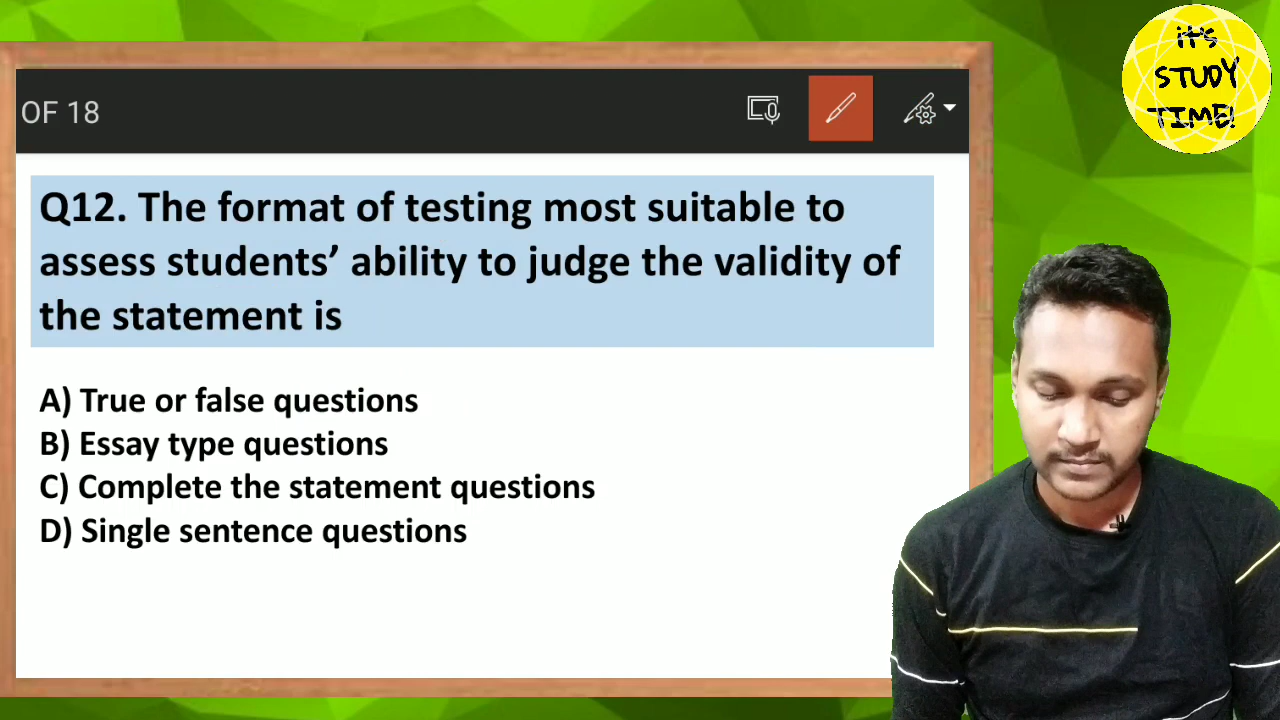 it's
STUDY
TIME!
OF 18
Q12. The format of testing most suitable to
assess students’ ability to judge the validity of
the statement is
A) True or false questions
B) Essay type questions
C) Complete the statement questions
D) Single sentence questions